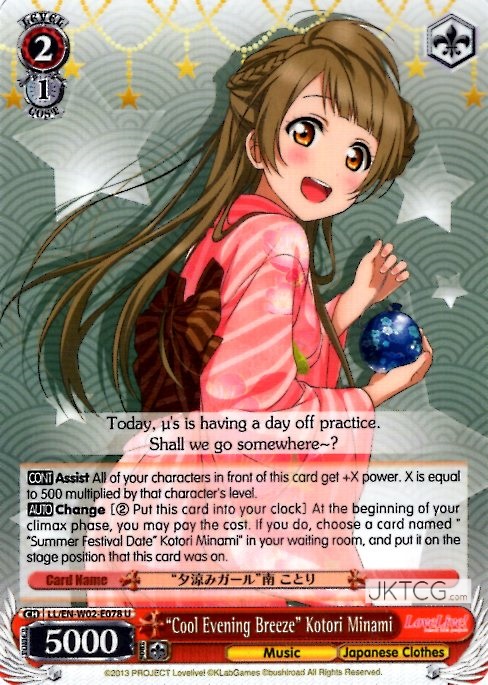 LEVEL
2
1
COST
Today, μ's is having a day off practice.
Shall we go somewhere~?
CONT Assist All of your characters in front of this card get +X power. X is equal
to 500 multiplied by that character's level.
AUTO Change [② Put this card into your clock] At the beginning of your
climax phase, you may pay the cost. If you do, choose a card named "
"Summer Festival Date" Kotori Minami" in your waiting room, and put it on the
stage position that this card was on.
Card Name
"夕涼みガール"南 ことり
JKTCG.com
CH LL/EN-W02-E078 U
POWER
5000
SOUL
"Cool Evening Breeze" Kotori Minami
LoveLive!
Music
Japanese Clothes
©2013 PROJECT Lovelive! ©KLabGames ©bushiroad All Rights Reserved.